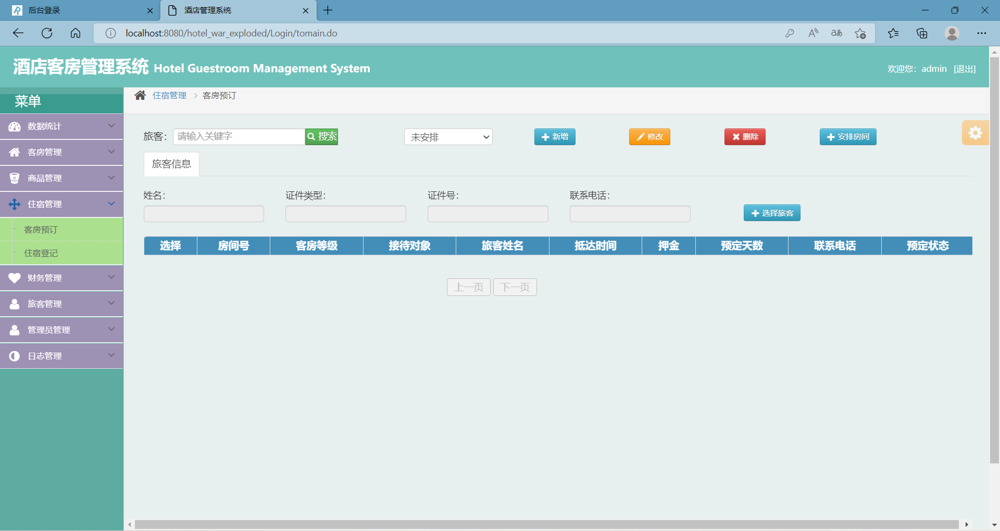 后台登录
酒店管理系统
localhost:8080/hotel_war_exploded/Login/tomain.do
酒店客房管理系统 Hotel Guestroom Management System
欢迎您：admin [退出]
菜单
住宿管理 > 客房预订
数据统计
客房管理
商品管理
住宿管理
客房预订
住宿登记
财务管理
旅客管理
管理员管理
日志管理
旅客： 请输入关键字 搜索 未安排 新增 修改 删除 安排房间
旅客信息
姓名： 证件类型： 证件号： 联系电话：
选择旅客
选择 房间号 客房等级 接待对象 旅客姓名 抵达时间 押金 预定天数 联系电话 预定状态
上一页 下一页